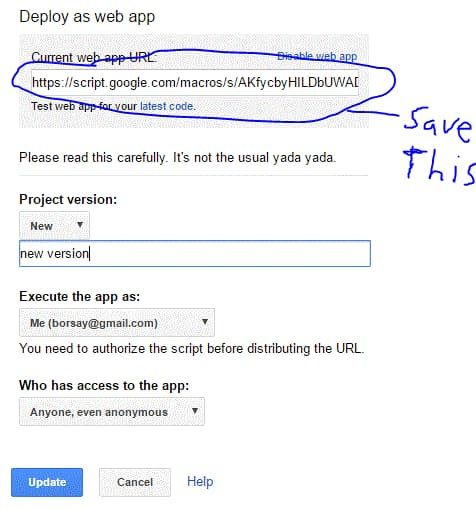 Deploy as web app
Current web app URL: Disable web app
https://script.google.com/macros/s/AKfycbyHILDbUWAD
Test web app for your latest code.
Save
This
Please read this carefully. It's not the usual yada yada.
Project version:
New
new version
Execute the app as:
Me (borsay@gmail.com)
You need to authorize the script before distributing the URL.
Who has access to the app:
Anyone, even anonymous
Update Cancel Help